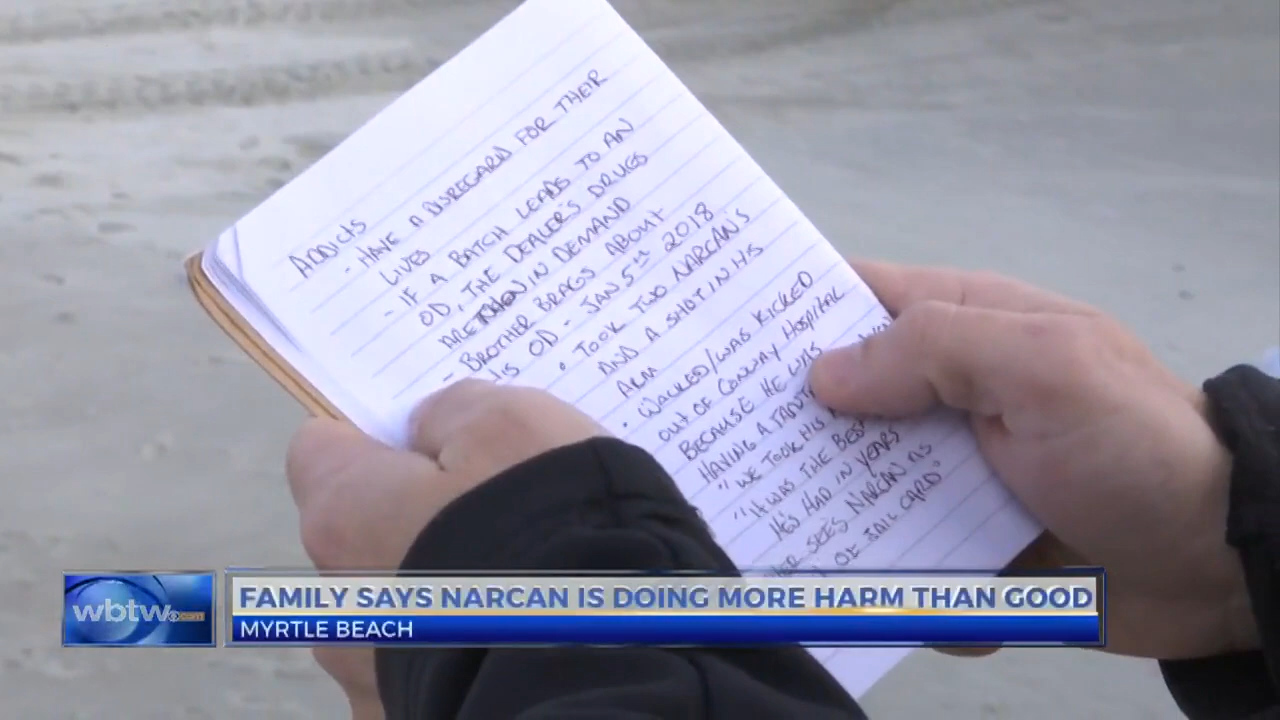 ADDICTS
- HAVE A DISREGARD FOR THEIR
LIVES
- IF A BATCH LEADS TO AN
OD, THE DEALER'S DRUGS
ARE THEN IN DEMAND
- BROTHER BRAGS ABOUT
HIS OD - JAN 5TH 2018
• TOOK TWO NARCAN'S
AND A SHOT IN HIS
ARM
• WALKED/WAS KICKED
OUT OF CONWAY HOSPITAL
BECAUSE HE WAS
HAVING A
"WE TOOK HIS
"IT WAS THE BEST
HE'S HAD IN YEARS
SEES NARCAN AS
OF JAIL CARD"
wbtw.com
FAMILY SAYS NARCAN IS DOING MORE HARM THAN GOOD
MYRTLE BEACH